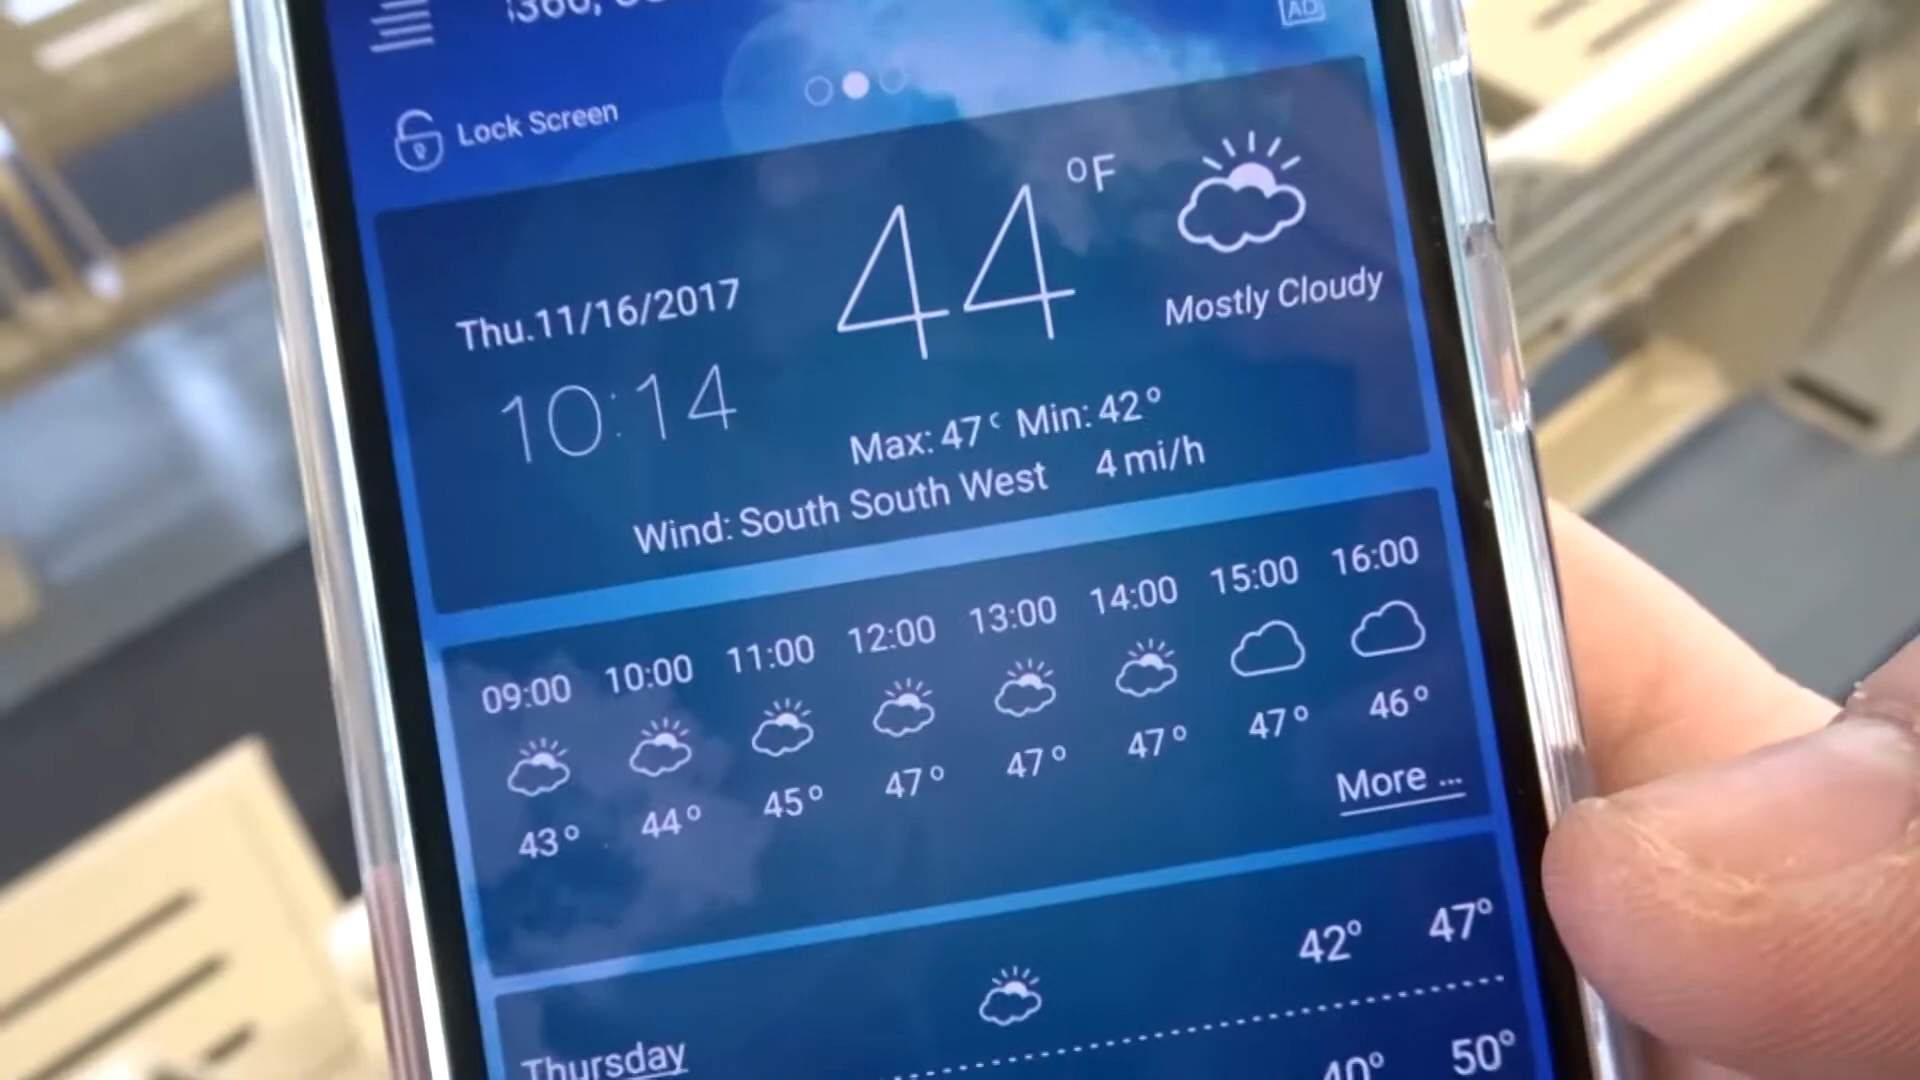 AD
Lock Screen
44 °F
Thu.11/16/2017
Mostly Cloudy
10:14
Max: 47° Min: 42°
Wind: South South West 4 mi/h
09:00 10:00 11:00 12:00 13:00 14:00 15:00 16:00
43° 44° 45° 47° 47° 47° 47° 46°
More ...
Thursday 42° 47°
40° 50°